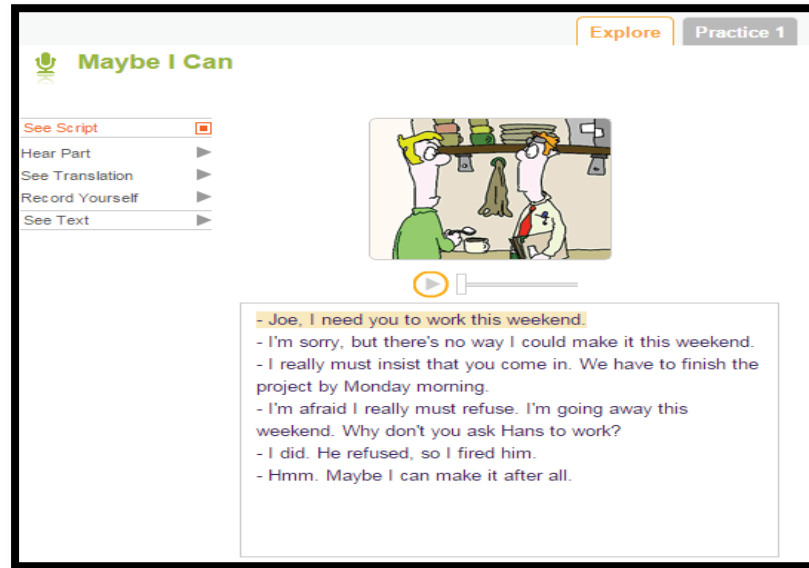 Explore
Practice 1
Maybe I Can
See Script
Hear Part
See Translation
Record Yourself
See Text
- Joe, I need you to work this weekend.
- I'm sorry, but there's no way I could make it this weekend.
- I really must insist that you come in. We have to finish the
project by Monday morning.
- I'm afraid I really must refuse. I'm going away this
weekend. Why don't you ask Hans to work?
- I did. He refused, so I fired him.
- Hmm. Maybe I can make it after all.